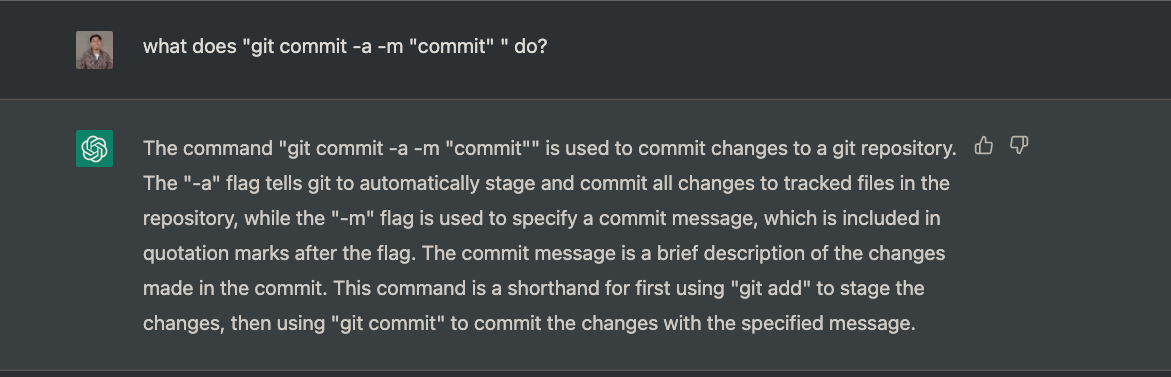 what does "git commit -a -m "commit" " do?
The command "git commit -a -m "commit"" is used to commit changes to a git repository.
The "-a" flag tells git to automatically stage and commit all changes to tracked files in the
repository, while the "-m" flag is used to specify a commit message, which is included in
quotation marks after the flag. The commit message is a brief description of the changes
made in the commit. This command is a shorthand for first using "git add" to stage the
changes, then using "git commit" to commit the changes with the specified message.